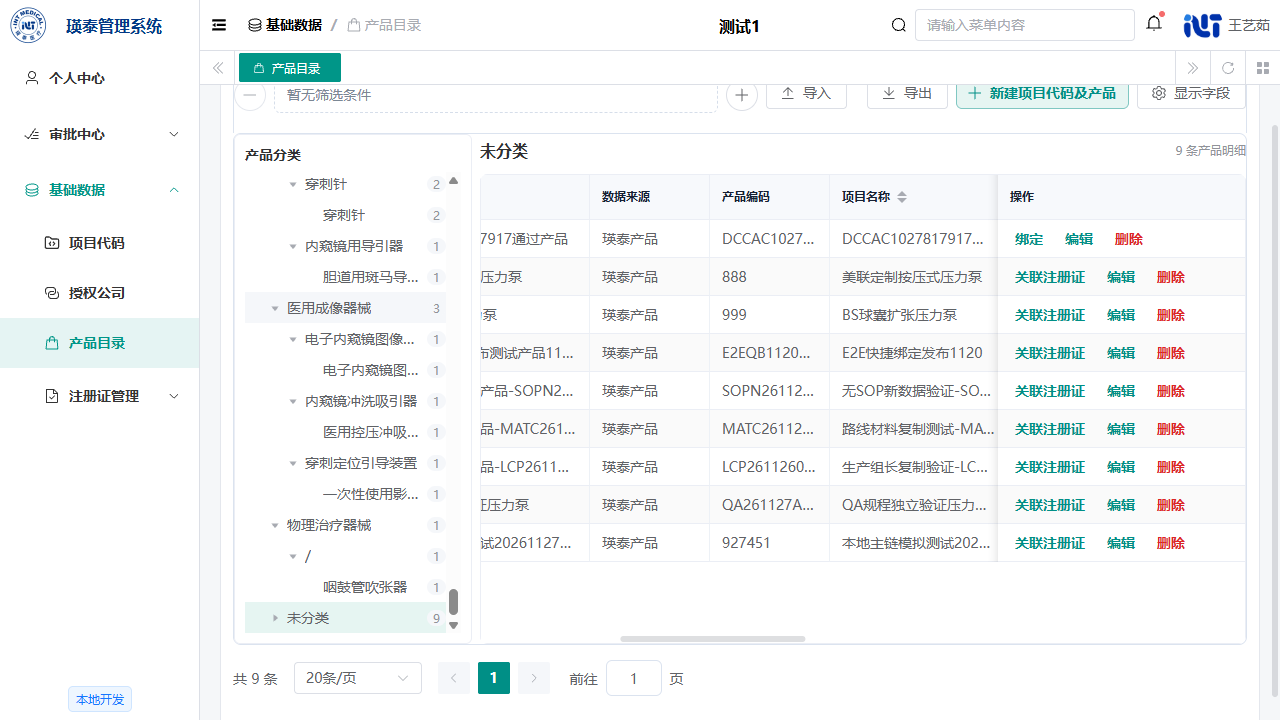 瑛泰管理系统
基础数据 / 产品目录
测试1
请输入菜单内容
王艺茹
个人中心
审批中心
基础数据
项目代码
授权公司
产品目录
注册证管理
本地开发
产品目录
暂无筛选条件
导入
导出
新建项目代码及产品
显示字段
产品分类
穿刺针 2
穿刺针 2
内窥镜用导引器 1
胆道用斑马导... 1
医用成像器械 3
电子内窥镜图像... 1
电子内窥镜图... 1
内窥镜冲洗吸引器 1
医用控压冲吸... 1
穿刺定位引导装置 1
一次性使用影... 1
物理治疗器械 1
/ 1
咽鼓管吹张器 1
未分类 9
未分类
9 条产品明细
数据来源 产品编码 项目名称 操作
7917通过产品 瑛泰产品 DCCAC1027... DCCAC1027817917... 绑定 编辑 删除
压力泵 瑛泰产品 888 美联定制按压式压力泵 关联注册证 编辑 删除
泵 瑛泰产品 999 BS球囊扩张压力泵 关联注册证 编辑 删除
布测试产品11... 瑛泰产品 E2EQB1120... E2E快捷绑定发布1120 关联注册证 编辑 删除
产品-SOPN2... 瑛泰产品 SOPN26112... 无SOP新数据验证-SO... 关联注册证 编辑 删除
品-MATC261... 瑛泰产品 MATC26112... 路线材料复制测试-MA... 关联注册证 编辑 删除
品-LCP2611... 瑛泰产品 LCP2611260... 生产组长复制验证-LC... 关联注册证 编辑 删除
压力泵 瑛泰产品 QA261127A... QA规程独立验证压力... 关联注册证 编辑 删除
试20261127... 瑛泰产品 927451 本地主链模拟测试202... 关联注册证 编辑 删除
共 9 条 20条/页 1 前往 1 页